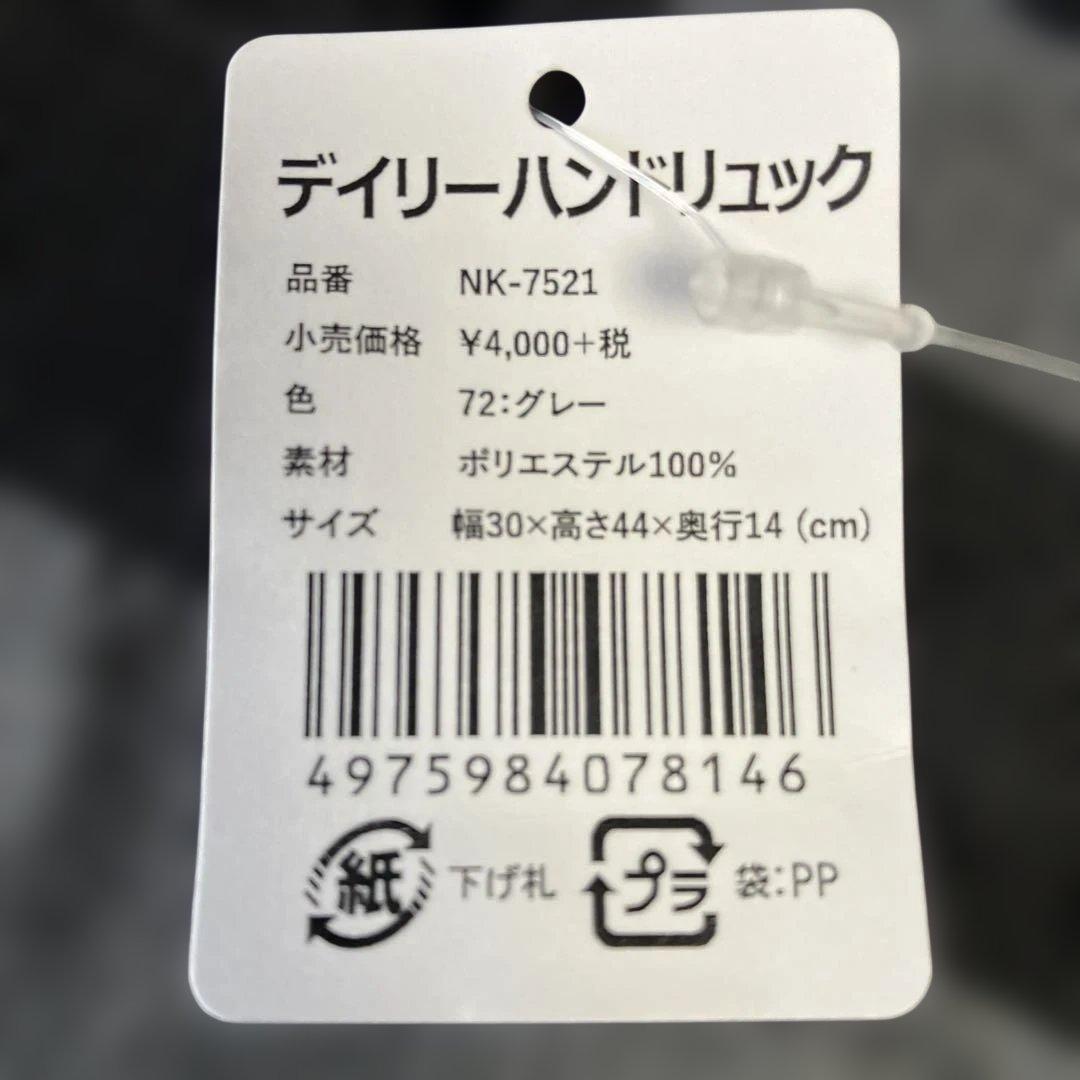 デイリーハンドリュック
品番 NK-7521
小売価格 ¥4,000+税
色 72:グレー
素材 ポリエステル100%
サイズ 幅30×高さ44×奥行14 (cm)
4975984078146
紙 下げ札 プラ 袋:PP